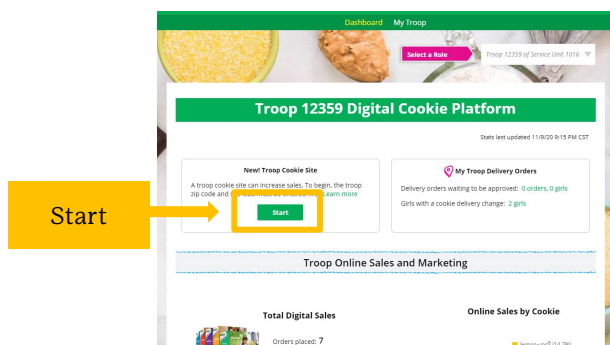 Dashboard My Troop
Select a Role
Troop 12359 of Service Unit 1016
Troop 12359 Digital Cookie Platform
Stats last updated 11/9/20 9:15 PM CST
New! Troop Cookie Site
A troop cookie site can increase sales. To begin, the troop
zip code and
Learn more
Start
My Troop Delivery Orders
Delivery orders waiting to be approved: 0 orders, 0 girls
Girls with a cookie delivery change: 2 girls
Start
Troop Online Sales and Marketing
Total Digital Sales
Orders placed: 7
Online Sales by Cookie